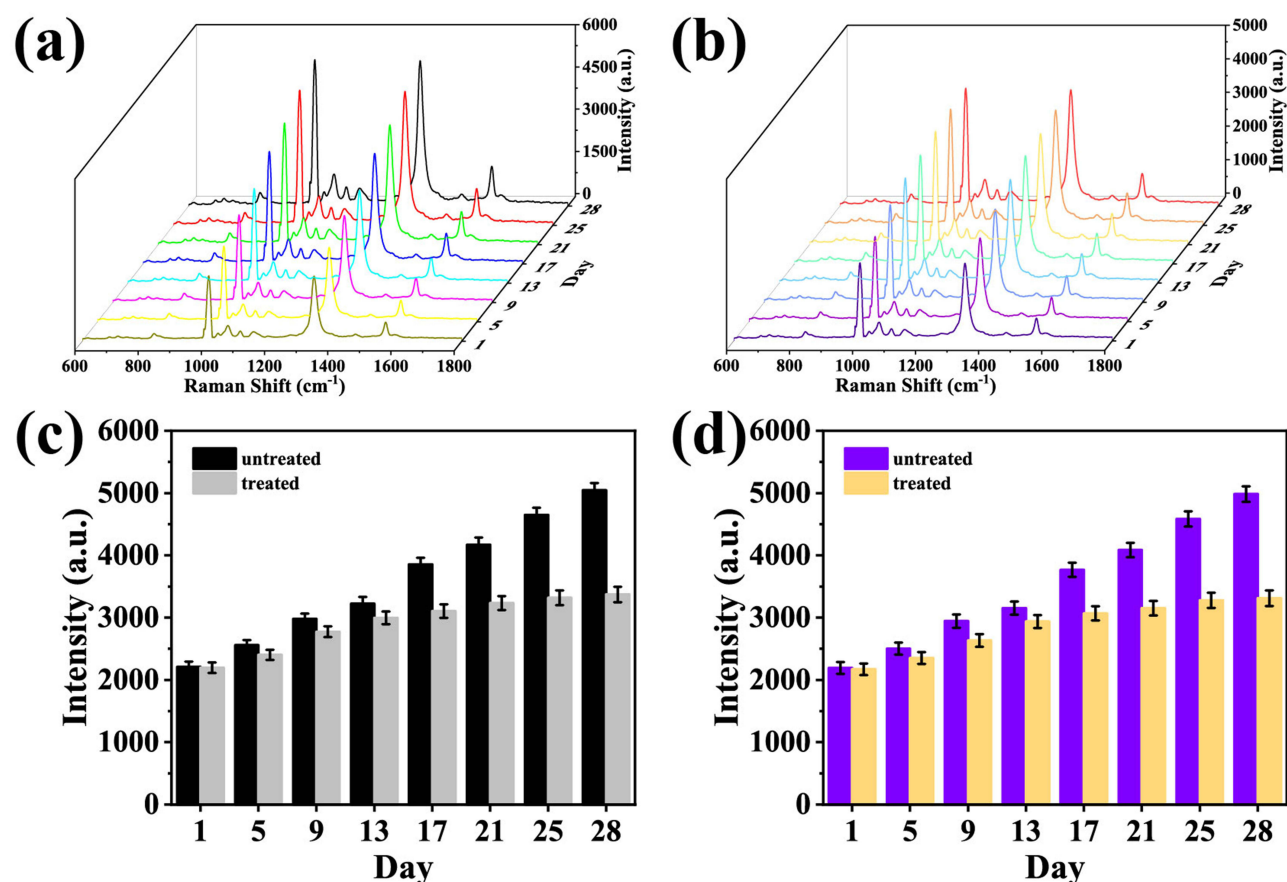 (a)
6000
4500
3000
1500
0
Intensity (a.u.)
28
25
21
17
13
9
5
1
Day
600 800 1000 1200 1400 1600 1800
Raman Shift (cm⁻¹)
(b)
5000
4000
3000
2000
1000
0
Intensity (a.u.)
28
25
21
17
13
9
5
1
Day
600 800 1000 1200 1400 1600 1800
Raman Shift (cm⁻¹)
(c)
6000
5000
4000
3000
2000
1000
0
Intensity (a.u.)
untreated
treated
1 5 9 13 17 21 25 28
Day
(d)
6000
5000
4000
3000
2000
1000
0
Intensity (a.u.)
untreated
treated
1 5 9 13 17 21 25 28
Day